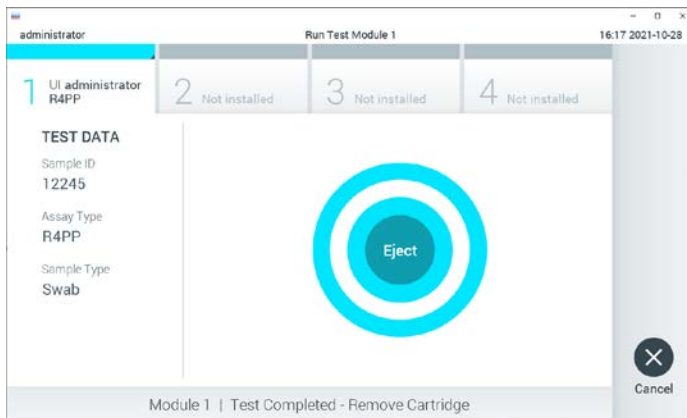 administrator
Run Test Module 1
16:17 2021-10-28
1 UI administrator
R4PP
2 Not installed
3 Not installed
4 Not installed
TEST DATA
Sample ID
12245
Assay Type
R4PP
Sample Type
Swab
Eject
Cancel
Module 1 | Test Completed - Remove Cartridge